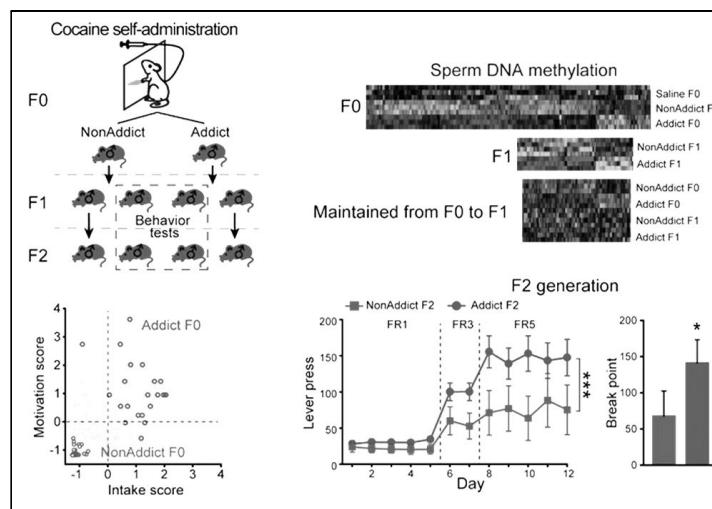 Cocaine self-administration
F0
NonAddict Addict
F1
Behavior
tests
F2
Sperm DNA methylation
F0
Saline F0
NonAddict F
Addict F0
F1
NonAddict F1
Addict F1
Maintained from F0 to F1
NonAddict F0
Addict F0
NonAddict F1
Addict F1
Motivation score
4
3
2
1
0
-1
Addict F0
NonAddict F0
-1 0 1 2 3 4
Intake score
F2 generation
NonAddict F2 Addict F2
FR1 FR3 FR5
Lever press
200
150
100
50
0
***
2 4 6 8 10 12
Day
Break point
200
150
100
50
0
*